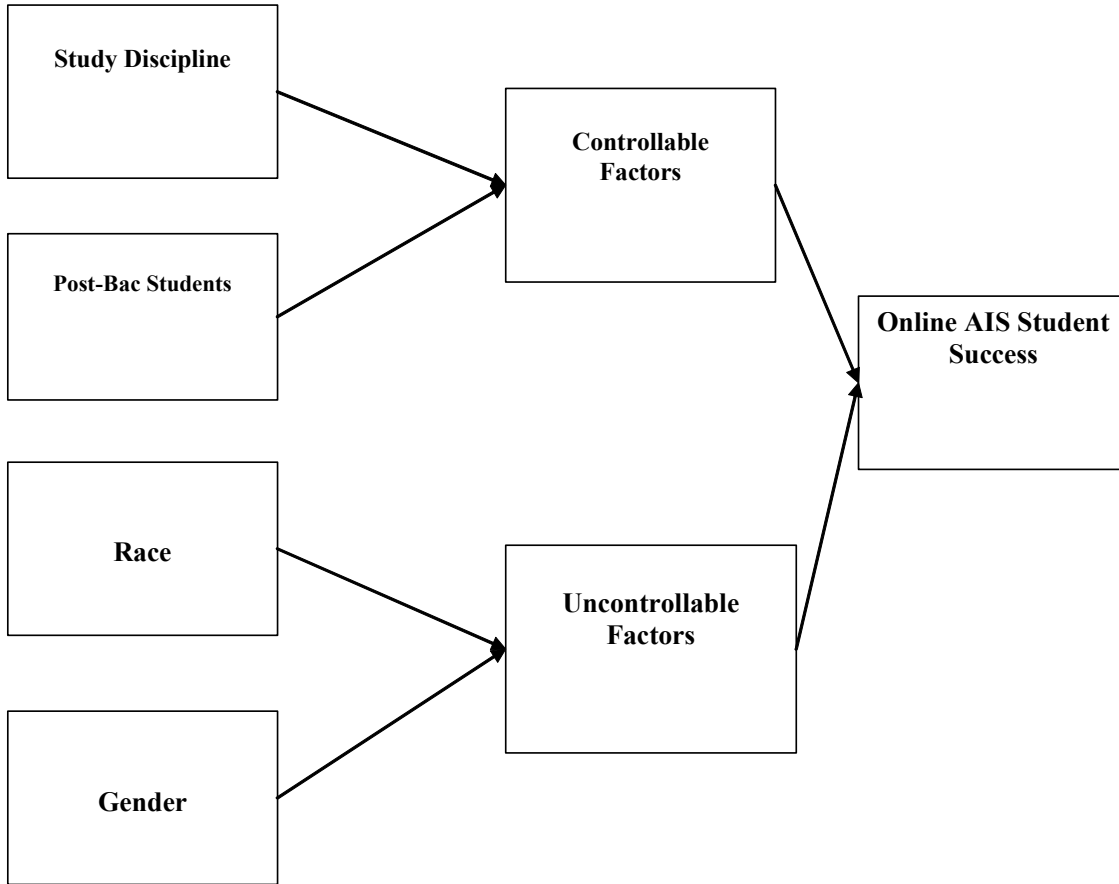 Study Discipline
Controllable
Factors
Post-Bac Students
Online AIS Student
Success
Race
Uncontrollable
Factors
Gender